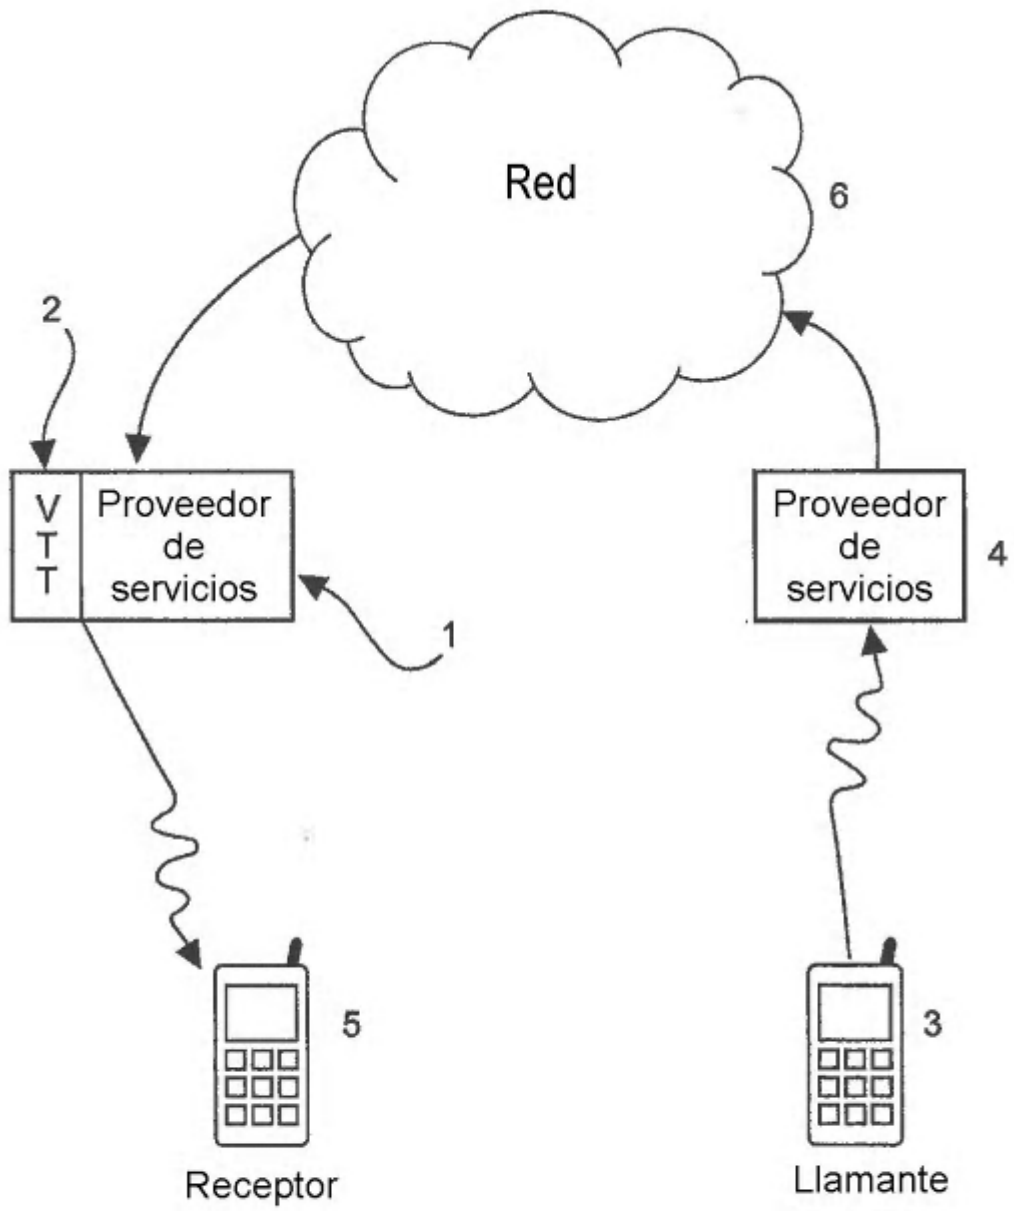 Red
6
2
V
T
T
Proveedor
de
servicios
1
Proveedor
de
servicios
4
5
3
Receptor
Llamante